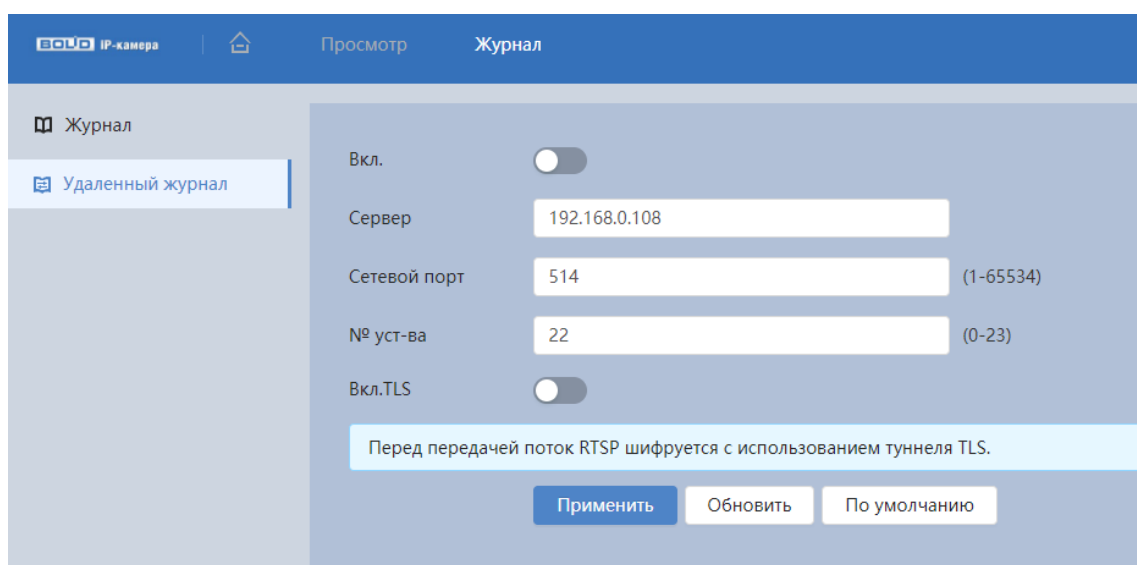 BOLID IP-камера
Просмотр
Журнал
Журнал
Удаленный журнал
Вкл.
Сервер 192.168.0.108
Сетевой порт 514 (1-65534)
№ уст-ва 22 (0-23)
Вкл.TLS
Перед передачей поток RTSP шифруется с использованием туннеля TLS.
Применить Обновить По умолчанию